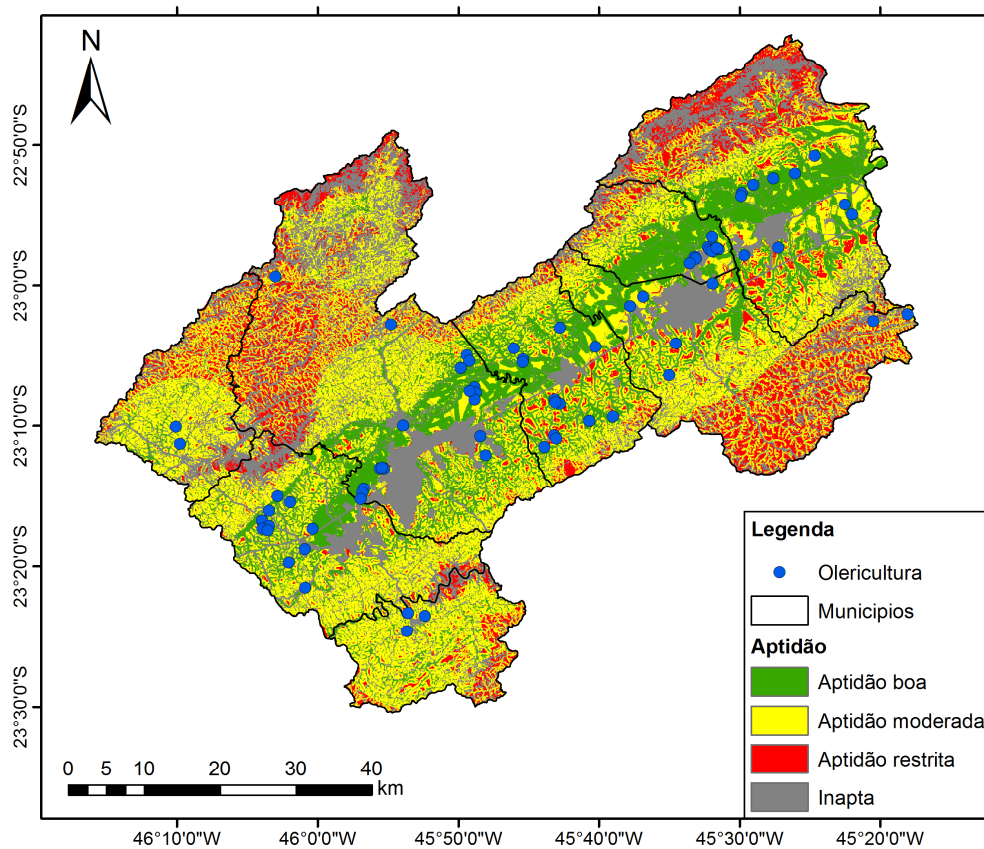 N
22°50'0"S
23°0'0"S
23°10'0"S
23°20'0"S
23°30'0"S
Legenda
Olericultura
Municipios
Aptidão
Aptidão boa
Aptidão moderada
Aptidão restrita
Inapta
0 5 10 20 30 40
km
46°10'0"W 46°0'0"W 45°50'0"W 45°40'0"W 45°30'0"W 45°20'0"W